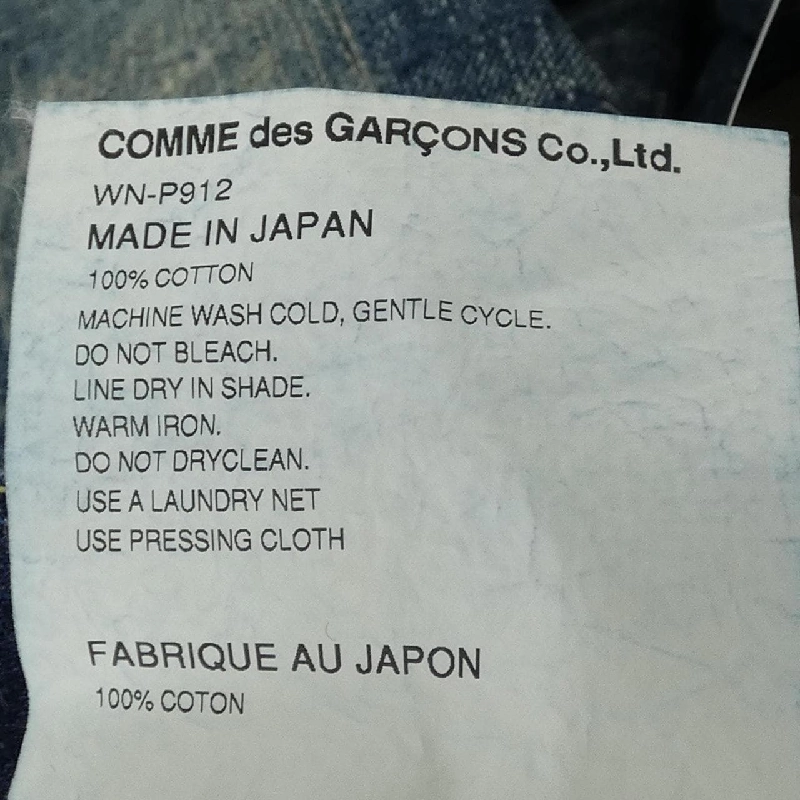 COMME des GARÇONS Co.,Ltd.
WN-P912
MADE IN JAPAN
100% COTTON
MACHINE WASH COLD, GENTLE CYCLE.
DO NOT BLEACH.
LINE DRY IN SHADE.
WARM IRON.
DO NOT DRYCLEAN.
USE A LAUNDRY NET
USE PRESSING CLOTH
FABRIQUE AU JAPON
100% COTON